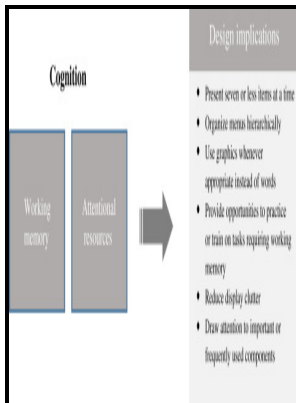 Design implications
Cognition
Working
memory
Attentional
resources
• Present seven or less items at a time
• Organize menus hierarchically
• Use graphics whenever
appropriate instead of words
• Provide opportunities to practice
or train on tasks requiring working
memory
• Reduce display clutter
• Draw attention to important or
frequently used components